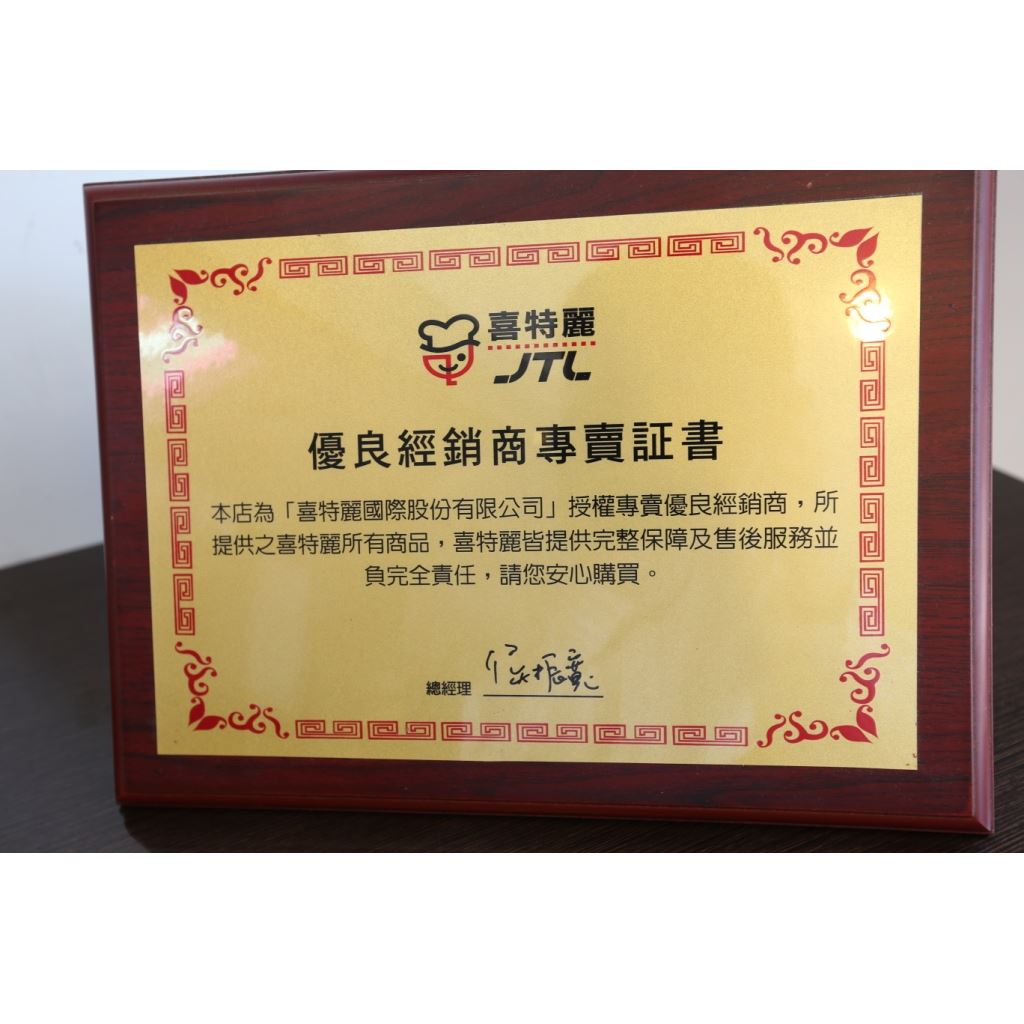 喜特麗
JTL
優良經銷商專賣証書
本店為「喜特麗國際股份有限公司」授權專賣優良經銷商，所
提供之喜特麗所有商品，喜特麗皆提供完整保障及售後服務並
負完全責任，請您安心購買。
總經理